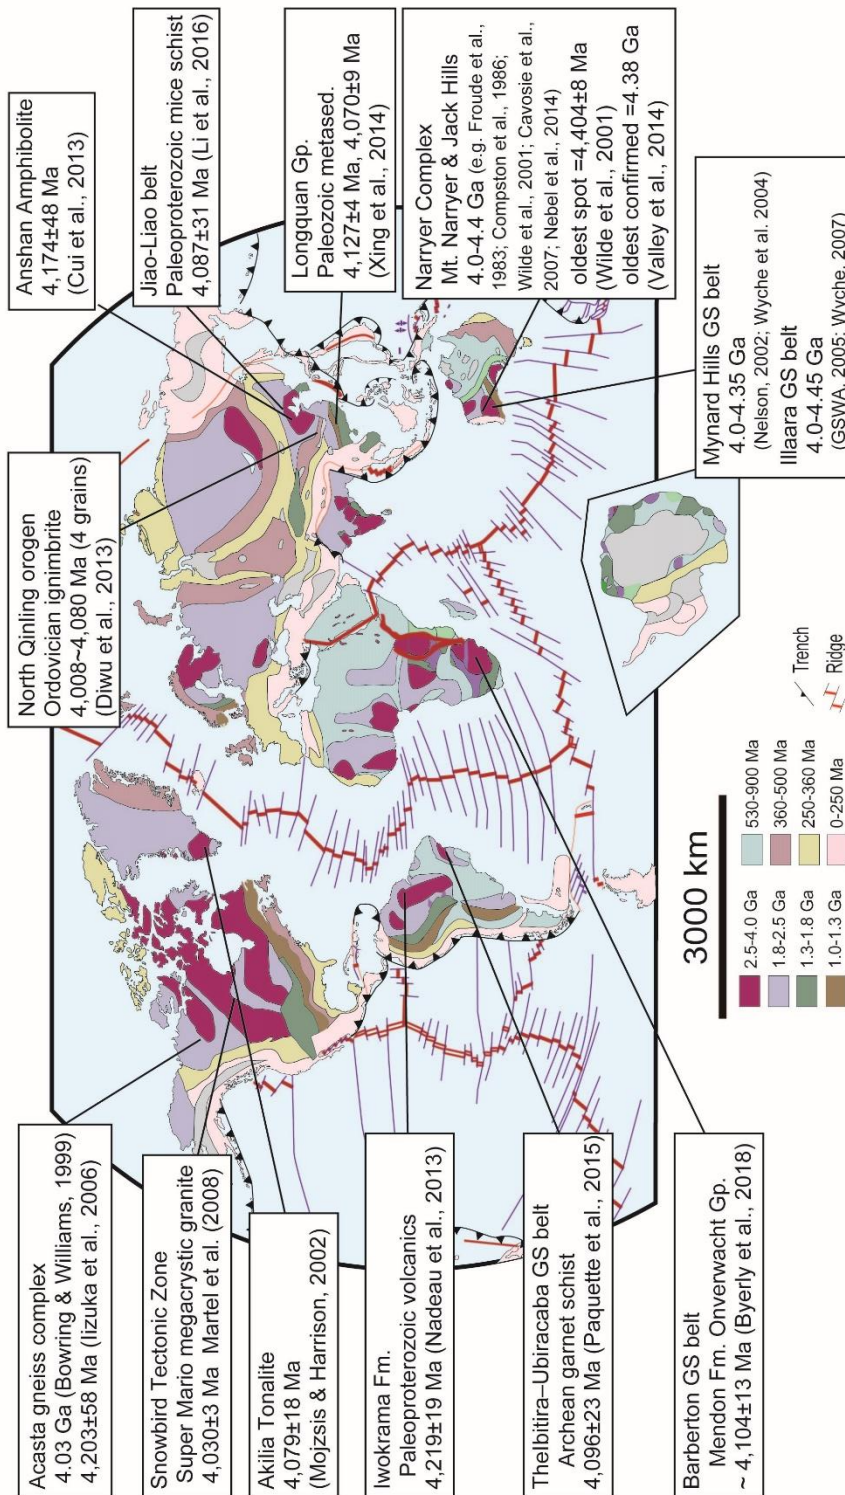 Acasta gneiss complex
4.03 Ga (Bowring & Williams, 1999)
4,203±58 Ma (Iizuka et al., 2006)
Snowbird Tectonic Zone
Super Mario megacrystic granite
4,030±3 Ma Martel et al. (2008)
Akilia Tonalite
4,079±18 Ma
(Mojzsis & Harrison, 2002)
Iwokrama Fm.
Paleoproterozoic volcanics
4,219±19 Ma (Nadeau et al., 2013)
Thelbitira–Ubiracaba GS belt
Archean garnet schist
4,096±23 Ma (Paquette et al., 2015)
Barberton GS belt
Mendon Fm. Onverwacht Gp.
~ 4,104±13 Ma (Byerly et al., 2018)
North Qinling orogen
Ordovician ignimbrite
4,008~4,080 Ma (4 grains)
(Diwu et al., 2013)
Anshan Amphibolite
4,174±48 Ma
(Cui et al., 2013)
Jiao-Liao belt
Paleoproterozoic mice schist
4,087±31 Ma (Li et al., 2016)
Longquan Gp.
Paleozoic metased.
4,127±4 Ma, 4,070±9 Ma
(Xing et al., 2014)
Narryer Complex
Mt. Narryer & Jack Hills
4.0-4.4 Ga (e.g. Froude et al.,
1983; Compston et al., 1986;
Wilde et al., 2001; Cavosie et al.,
2007; Nebel et al., 2014)
oldest spot =4,404±8 Ma
(Wilde et al., 2001)
oldest confirmed =4.38 Ga
(Valley et al., 2014)
Mynard Hills GS belt
4.0-4.35 Ga
(Nelson, 2002; Wyche et al. 2004)
Illaara GS belt
4.0-4.45 Ga
(GSWA, 2005; Wyche, 2007)
3000 km
2.5-4.0 Ga
1.8-2.5 Ga
1.3-1.8 Ga
1.0-1.3 Ga
530-900 Ma
360-500 Ma
250-360 Ma
0-250 Ma
Trench
Ridge